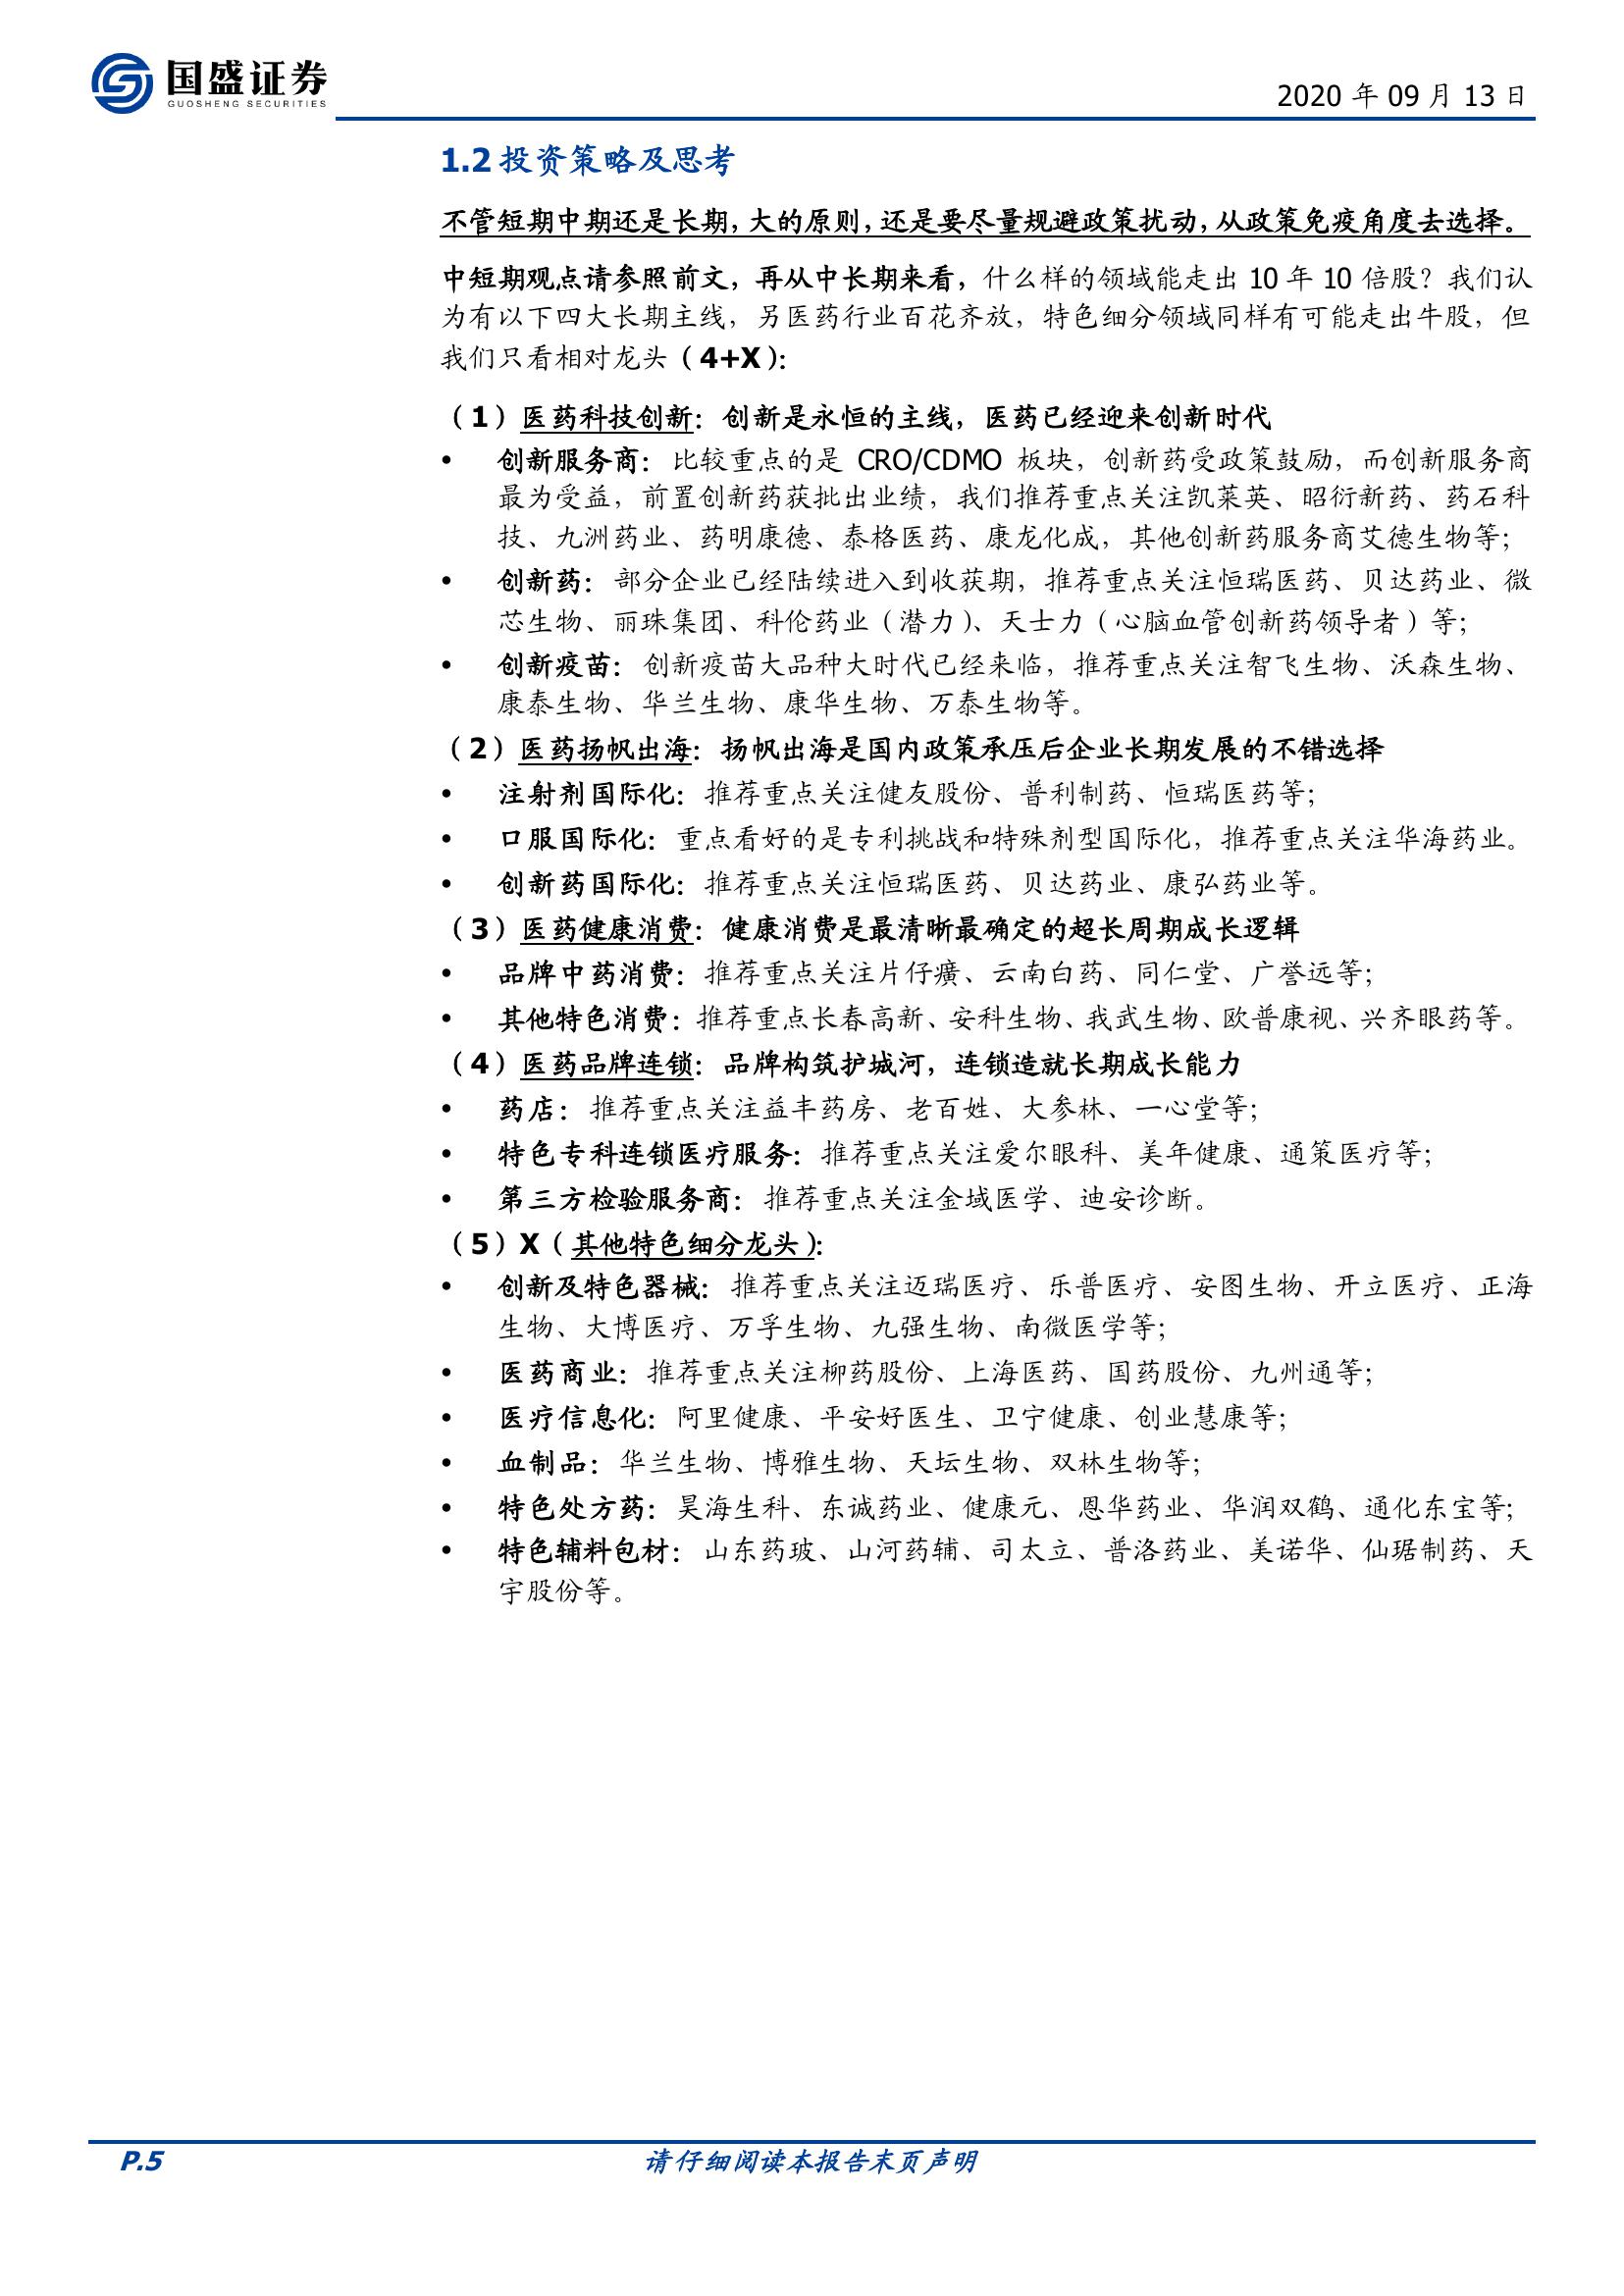 国盛证券
GUOSHENG SECURITIES
2020 年 09 月 13 日
1.2 投资策略及思考
不管短期中期还是长期，大的原则，还是要尽量规避政策扰动，从政策免疫角度去选择。
中短期观点请参照前文，再从中长期来看，什么样的领域能走出 10 年 10 倍股？我们认
为有以下四大长期主线，另医药行业百花齐放，特色细分领域同样有可能走出牛股，但
我们只看相对龙头（4+X）：
（1）医药科技创新：创新是永恒的主线，医药已经迎来创新时代
• 创新服务商：比较重点的是 CRO/CDMO 板块，创新药受政策鼓励，而创新服务商
最为受益，前置创新药获批出业绩，我们推荐重点关注凯莱英、昭衍新药、药石科
技、九洲药业、药明康德、泰格医药、康龙化成，其他创新药服务商艾德生物等；
• 创新药：部分企业已经陆续进入到收获期，推荐重点关注恒瑞医药、贝达药业、微
芯生物、丽珠集团、科伦药业（潜力）、天士力（心脑血管创新药领导者）等；
• 创新疫苗：创新疫苗大品种大时代已经来临，推荐重点关注智飞生物、沃森生物、
康泰生物、华兰生物、康华生物、万泰生物等。
（2）医药扬帆出海：扬帆出海是国内政策承压后企业长期发展的不错选择
• 注射剂国际化：推荐重点关注健友股份、普利制药、恒瑞医药等；
• 口服国际化：重点看好的是专利挑战和特殊剂型国际化，推荐重点关注华海药业。
• 创新药国际化：推荐重点关注恒瑞医药、贝达药业、康弘药业等。
（3）医药健康消费：健康消费是最清晰最确定的超长周期成长逻辑
• 品牌中药消费：推荐重点关注片仔癀、云南白药、同仁堂、广誉远等；
• 其他特色消费：推荐重点长春高新、安科生物、我武生物、欧普康视、兴齐眼药等。
（4）医药品牌连锁：品牌构筑护城河，连锁造就长期成长能力
• 药店：推荐重点关注益丰药房、老百姓、大参林、一心堂等；
• 特色专科连锁医疗服务：推荐重点关注爱尔眼科、美年健康、通策医疗等；
• 第三方检验服务商：推荐重点关注金域医学、迪安诊断。
（5）X（其他特色细分龙头）：
• 创新及特色器械：推荐重点关注迈瑞医疗、乐普医疗、安图生物、开立医疗、正海
生物、大博医疗、万孚生物、九强生物、南微医学等；
• 医药商业：推荐重点关注柳药股份、上海医药、国药股份、九州通等；
• 医疗信息化：阿里健康、平安好医生、卫宁健康、创业慧康等；
• 血制品：华兰生物、博雅生物、天坛生物、双林生物等；
• 特色处方药：昊海生科、东诚药业、健康元、恩华药业、华润双鹤、通化东宝等；
• 特色辅料包材：山东药玻、山河药辅、司太立、普洛药业、美诺华、仙琚制药、天
宇股份等。
P.5
请仔细阅读本报告末页声明